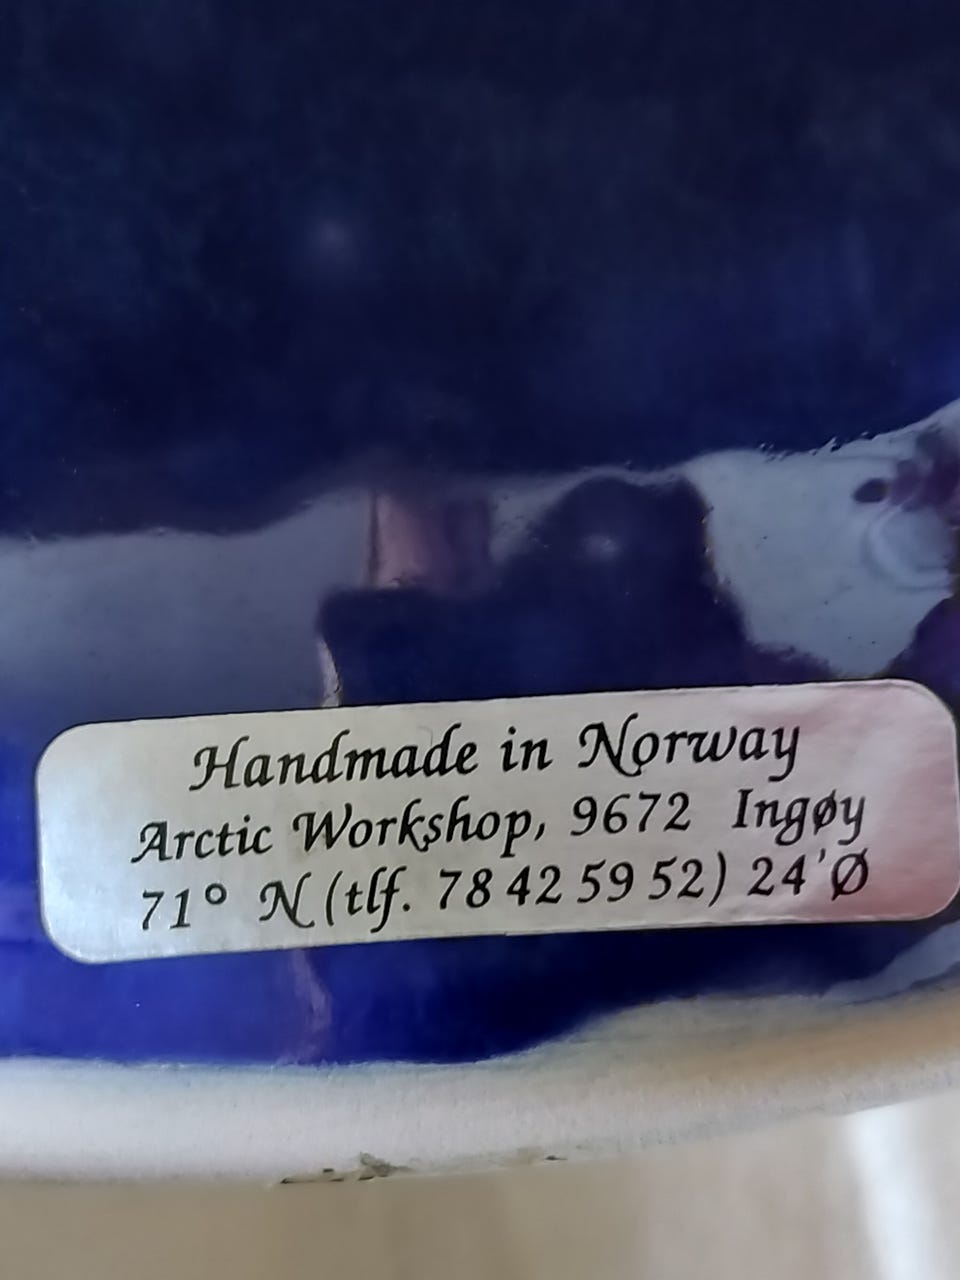 Handmade in Norway
Arctic Workshop, 9672 Ingøy
71° N (tlf. 78 42 59 52) 24'Ø